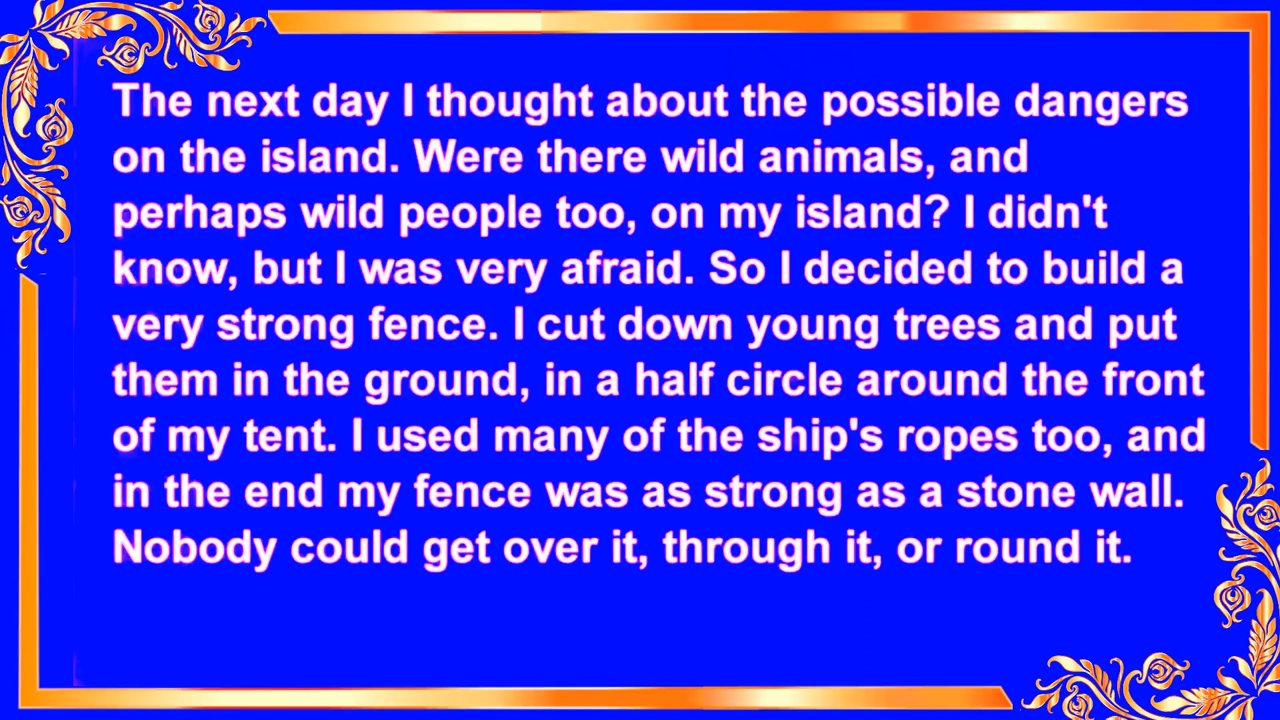 The next day I thought about the possible dangers
on the island. Were there wild animals, and
perhaps wild people too, on my island? I didn't
know, but I was very afraid. So I decided to build a
very strong fence. I cut down young trees and put
them in the ground, in a half circle around the front
of my tent. I used many of the ship's ropes too, and
in the end my fence was as strong as a stone wall.
Nobody could get over it, through it, or round it.